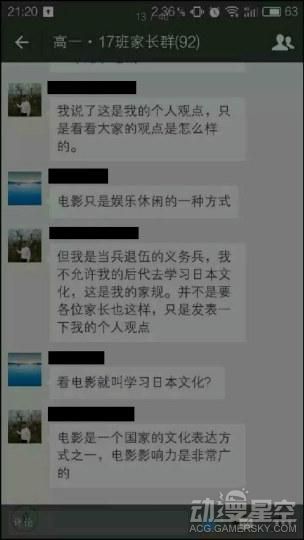 21:20
13 / 46
2.36%
63
高一·17班家长群(92)
我说了这是我的个人观点，只
是看看大家的观点是怎么样
的。
电影只是娱乐休闲的一种方式
但我是当兵退伍的义务兵，我
不允许我的后代去学习日本文
化，这是我的家规。并不是要
各位家长也这样，只是发表一
下我的个人观点
看电影就叫学习日本文化?
电影是一个国家的文化表达方
式之一，电影影响力是非常广
的
评论
动漫星空
ACG.GAMERSKY.COM